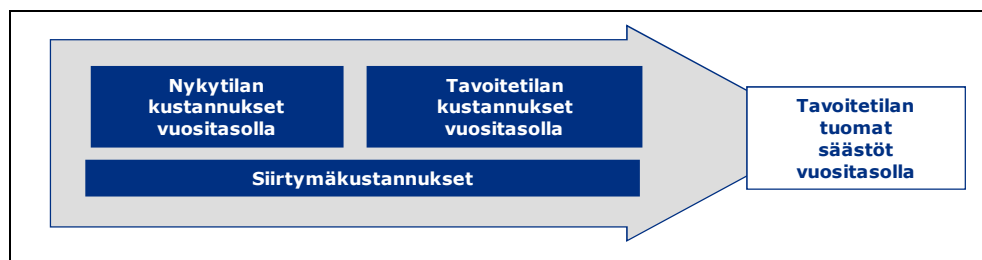 Nykytilan
kustannukset
vuositasolla
Tavoitetilan
kustannukset
vuositasolla
Siirtymäkustannukset
Tavoitetilan
tuomat
säästöt
vuositasolla